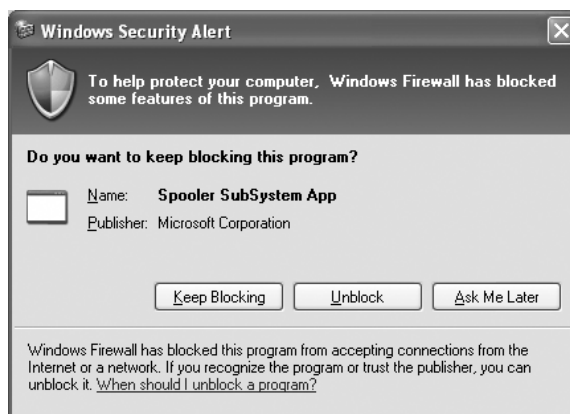 Windows Security Alert
To help protect your computer, Windows Firewall has blocked
some features of this program.
Do you want to keep blocking this program?
Name: Spooler SubSystem App
Publisher: Microsoft Corporation
Keep Blocking
Unblock
Ask Me Later
Windows Firewall has blocked this program from accepting connections from the
Internet or a network. If you recognize the program or trust the publisher, you can
unblock it. When should I unblock a program?